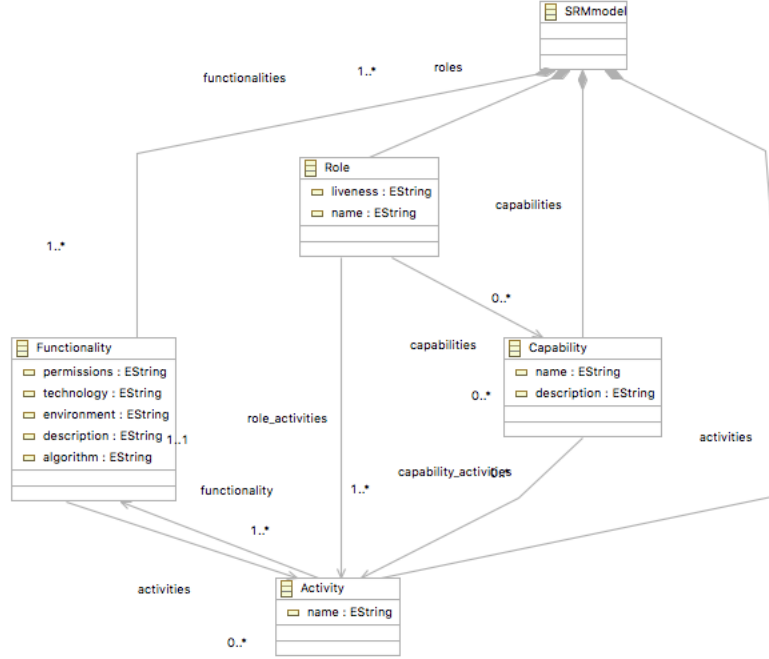 SRMmodel
1..*
roles
functionalities
Role
liveness : EString
name : EString
capabilities
1..*
0..*
Functionality
permissions : EString
technology : EString
environment : EString
description : EString
algorithm : EString
1..1
capabilities
Capability
name : EString
description : EString
0..*
role_activities
activities
capability_activities
0..*
functionality
1..*
1..*
Activity
name : EString
activities
0..*